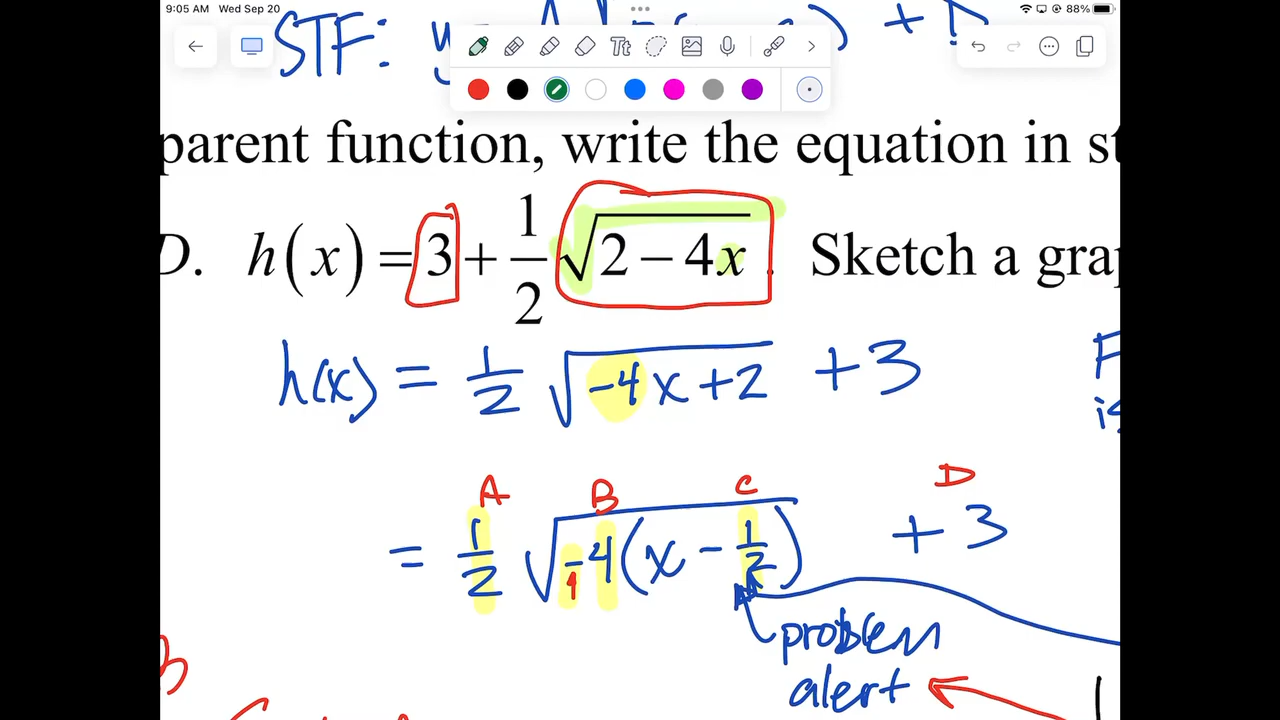 9:05 AM Wed Sep 20
88%
STF: y
Tt
parent function, write the equation in st
D. h(x) = 3 + 1/2 √(2 − 4x). Sketch a gra
h(x) = 1/2 √(-4x+2) +3
A B C D
= 1/2 √(-4(x - 1/2)) +3
problem
alert